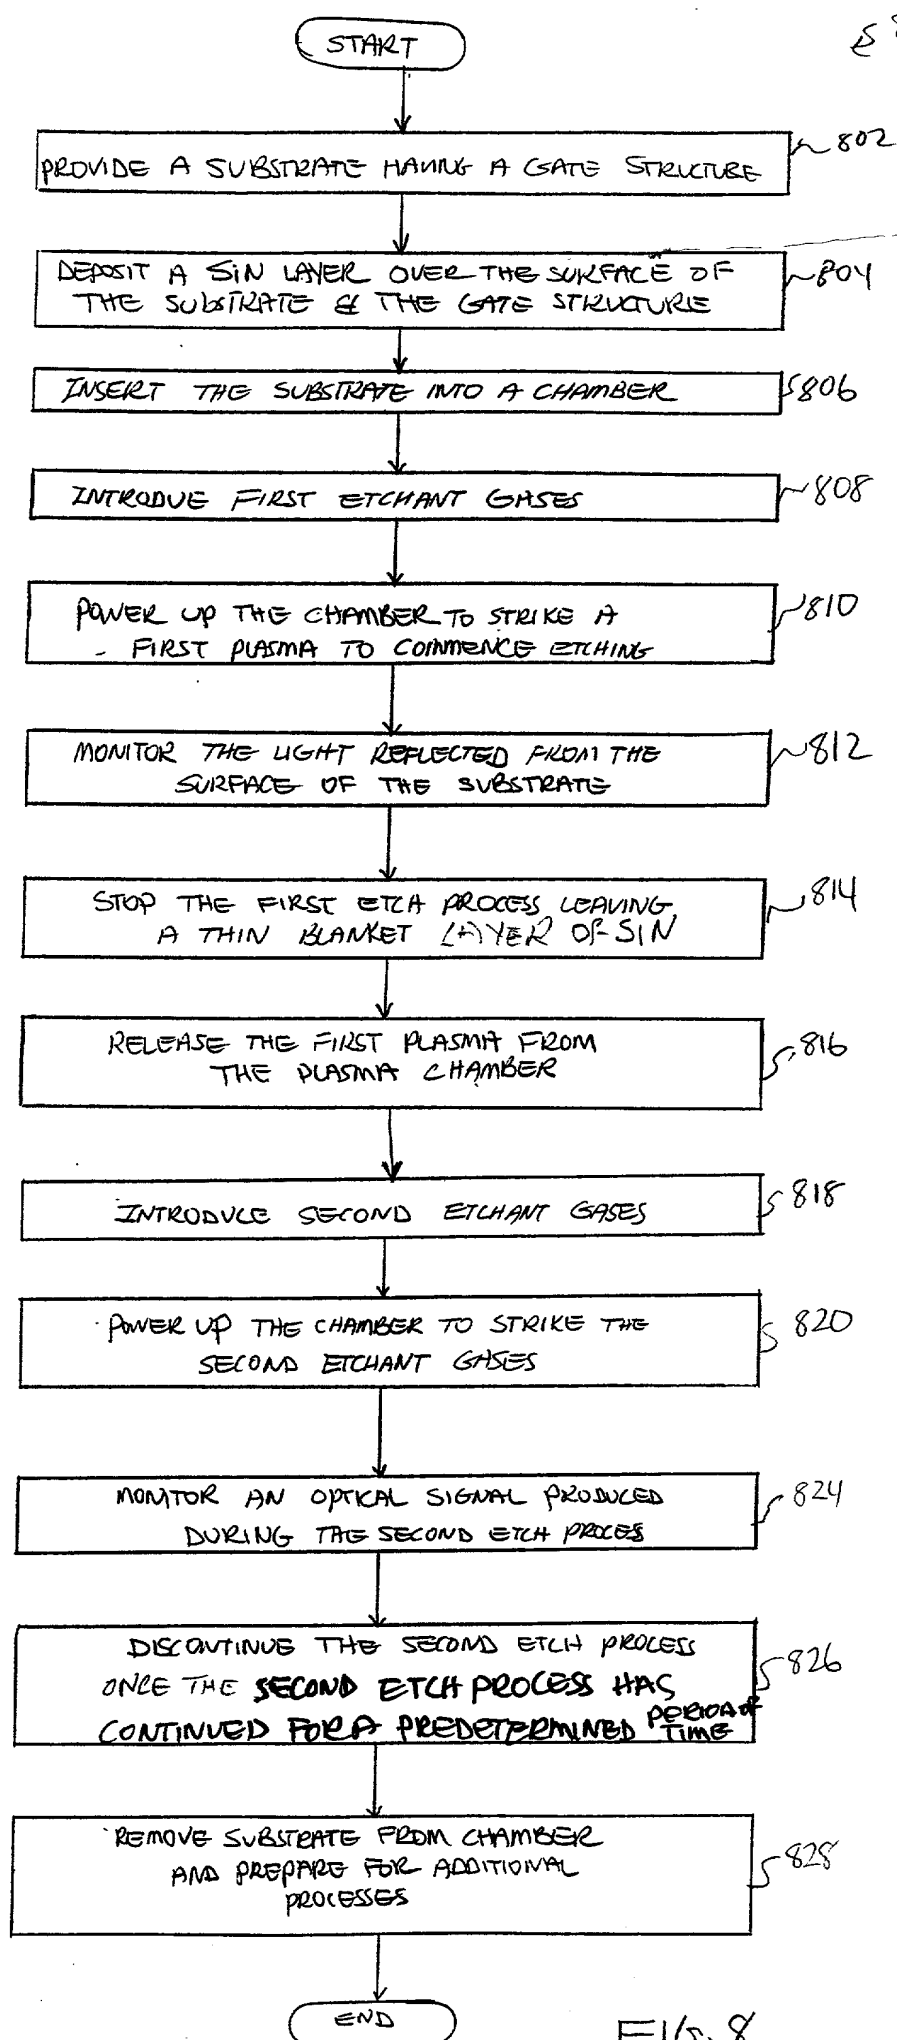 START
PROVIDE A SUBSTRATE HAVING A GATE STRUCTURE
802
DEPOSIT A SiN LAYER OVER THE SURFACE OF
THE SUBSTRATE & THE GATE STRUCTURE
804
INSERT THE SUBSTRATE INTO A CHAMBER
806
INTRODUE FIRST ETCHANT GASES
808
POWER UP THE CHAMBER TO STRIKE A
FIRST PLASMA TO COMMENCE ETCHING
810
MONITOR THE LIGHT REFLECTED FROM THE
SURFACE OF THE SUBSTRATE
812
STOP THE FIRST ETCH PROCESS LEAVING
A THIN BLANKET LAYER OF SIN
814
RELEASE THE FIRST PLASMA FROM
THE PLASMA CHAMBER
816
INTRODUCE SECOND ETCHANT GASES
818
POWER UP THE CHAMBER TO STRIKE THE
SECOND ETCHANT GASES
820
MONITOR AN OPTICAL SIGNAL PRODUCED
DURING THE SECOND ETCH PROCES
824
DISCONTINUE THE SECOND ETCH PROCESS
ONCE THE SECOND ETCH PROCESS HAS
CONTINUED FOR A PREDETERMINED PERIOD OF
TIME
826
REMOVE SUBSTRATE FROM CHAMBER
AND PREPARE FOR ADDITIONAL
PROCESSES
828
END
FIG. 8